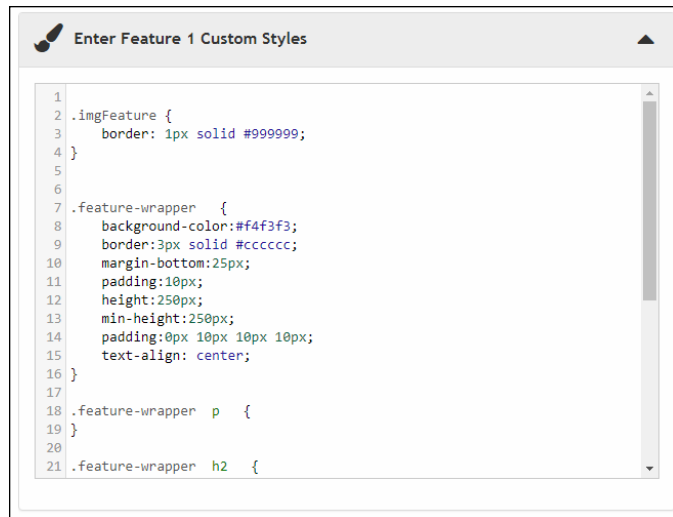 Enter Feature 1 Custom Styles
1
2 .imgFeature {
3     border: 1px solid #999999;
4 }
5
6
7 .feature-wrapper   {
8     background-color:#f4f3f3;
9     border:3px solid #cccccc;
10     margin-bottom:25px;
11     padding:10px;
12     height:250px;
13     min-height:250px;
14     padding:0px 10px 10px 10px;
15     text-align: center;
16 }
17
18 .feature-wrapper  p   {
19 }
20
21 .feature-wrapper  h2   {